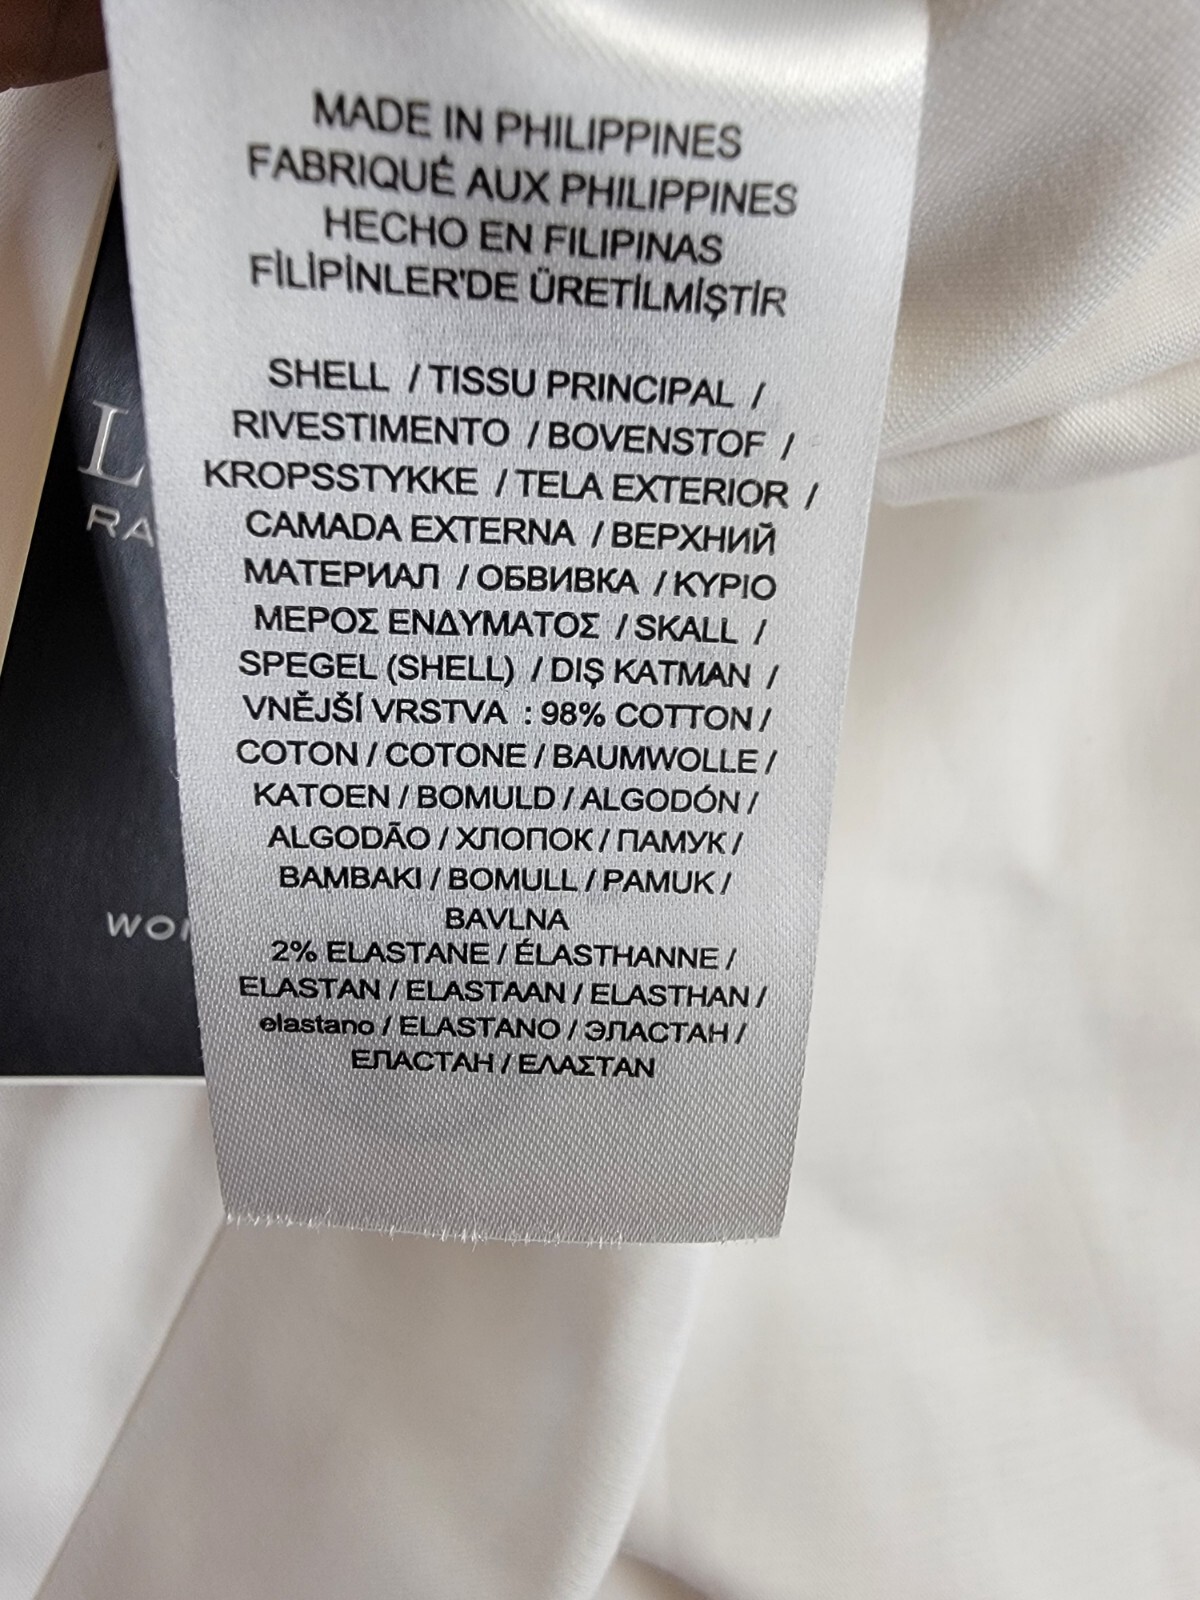 MADE IN PHILIPPINES
FABRIQUÉ AUX PHILIPPINES
HECHO EN FILIPINAS
FİLİPİNLER'DE ÜRETİLMİŞTİR
SHELL / TISSU PRINCIPAL /
RIVESTIMENTO / BOVENSTOF /
KROPSSTYKKE / TELA EXTERIOR /
CAMADA EXTERNA / ВЕРХНИЙ
МАТЕРИАЛ / ОБВИВКА / ΚΥΡΙΟ
ΜΕΡΟΣ ΕΝΔΥΜΑΤΟΣ / SKALL /
SPEGEL (SHELL) / DIŞ KATMAN /
VNĚJŠÍ VRSTVA : 98% COTTON /
COTON / COTONE / BAUMWOLLE /
KATOEN / BOMULD / ALGODÓN /
ALGODÃO / ХЛОПОК / ПАМУК /
BAMBAKI / BOMULL / PAMUK /
BAVLNA
2% ELASTANE / ÉLASTHANNE /
ELASTAN / ELASTAAN / ELASTHAN /
elastano / ELASTANO / ЭЛАСТАН /
ЕЛАСТАН / ΕΛΑΣΤΑΝ
L
RA
WO